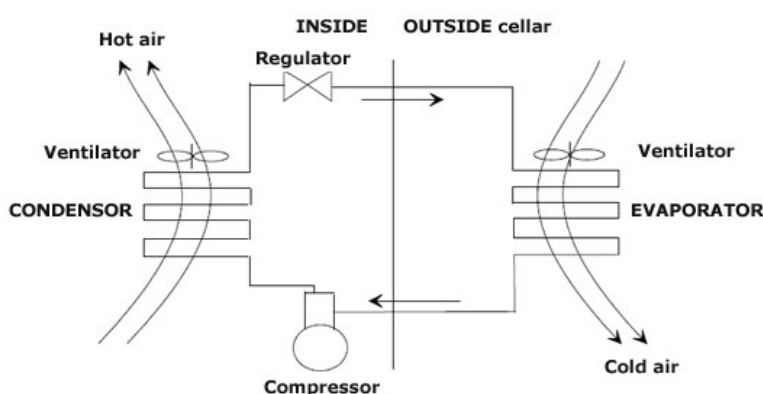 INSIDE OUTSIDE cellar
Hot air
Regulator
Ventilator
Ventilator
CONDENSOR
EVAPORATOR
Cold air
Compressor